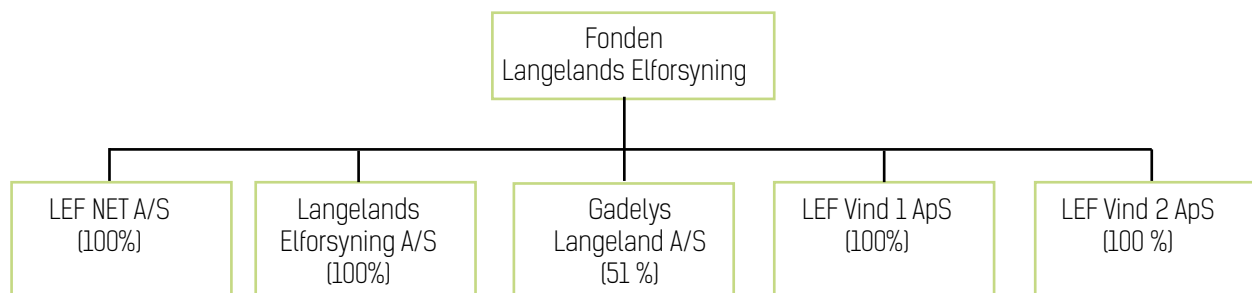 Fonden
Langelands Elforsyning
LEF NET A/S
(100%)
Langelands
Elforsyning A/S
(100%)
Gadelys
Langeland A/S
(51 %)
LEF Vind 1 ApS
(100%)
LEF Vind 2 ApS
(100 %)